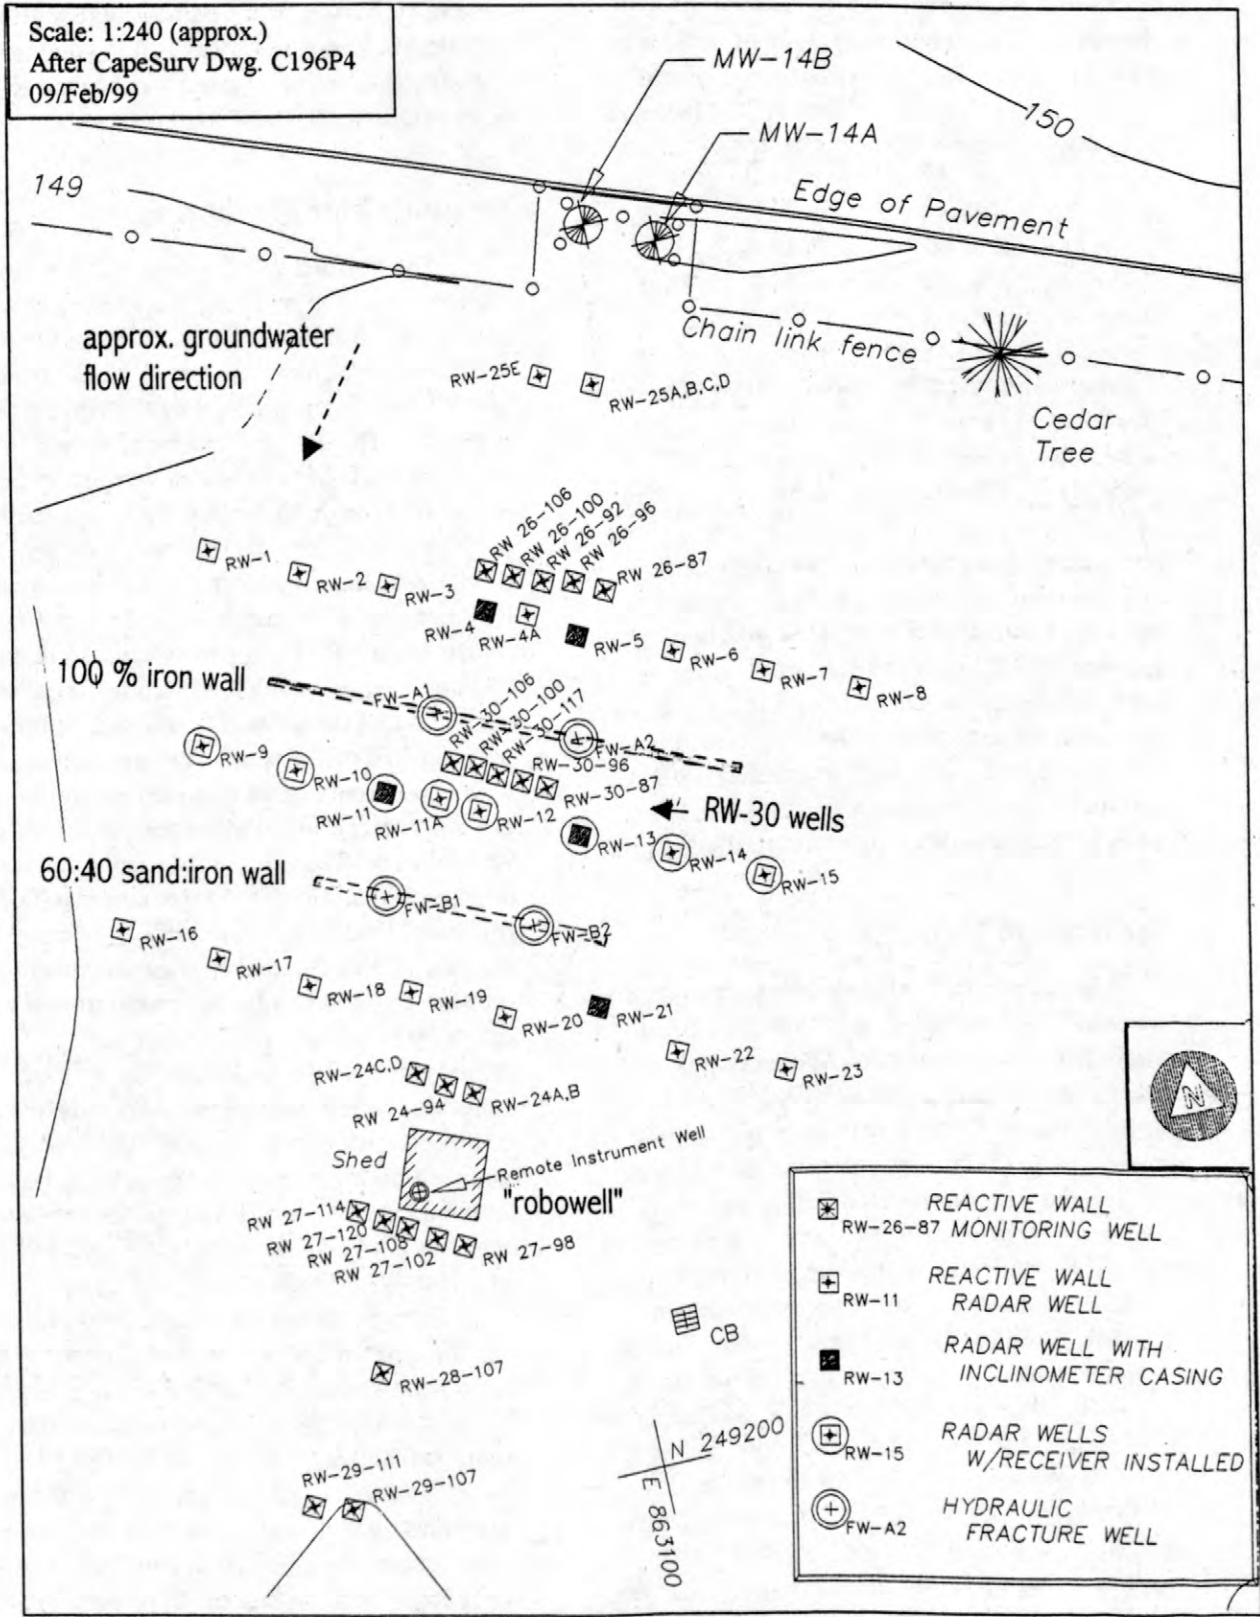 Scale: 1:240 (approx.)
After CapeSurv Dwg. C196P4
09/Feb/99
MW-14B
MW-14A
150
149
Edge of Pavement
Chain link fence
Cedar
Tree
approx. groundwater
flow direction
RW-25E
RW-25A,B,C,D
RW 26-106
RW 26-100
RW 26-92
RW 26-96
RW 26-87
RW-1
RW-2
RW-3
RW-4
RW-4A
RW-5
RW-6
RW-7
RW-8
100 % iron wall
FW-A1
RW-30-106
RW-30-100
RW-30-117
FW-A2
RW-30-96
RW-30-87
RW-9
RW-10
RW-11
RW-11A
RW-12
RW-13
RW-14
RW-15
RW-30 wells
60:40 sand:iron wall
FW-B1
FW-B2
RW-16
RW-17
RW-18
RW-19
RW-20
RW-21
RW-22
RW-23
RW-24C,D
RW 24-94
RW-24A,B
Shed
Remote Instrument Well
"robowell"
RW 27-114
RW 27-120
RW 27-108
RW 27-102
RW 27-98
CB
RW-28-107
RW-29-111
RW-29-107
N 249200
E 863100
N
REACTIVE WALL
RW-26-87 MONITORING WELL
REACTIVE WALL
RW-11 RADAR WELL
RADAR WELL WITH
RW-13 INCLINOMETER CASING
RADAR WELLS
RW-15 W/RECEIVER INSTALLED
HYDRAULIC
FW-A2 FRACTURE WELL